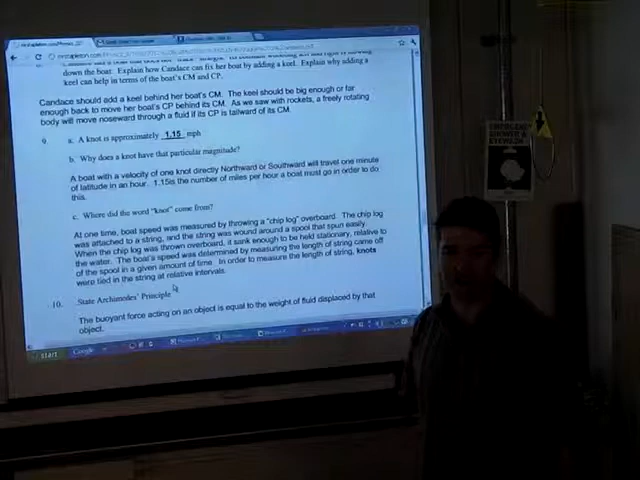 down the boat. Explain how Candace can fix her boat by adding a keel. Explain why adding a
keel can help in terms of the boat's CM and CP.
Candace should add a keel behind her boat's CM. The keel should be big enough or far
enough back to move her boat's CP behind its CM. As we saw with rockets, a freely rotating
body will move noseward through a fluid if its CP is tailward of its CM.
9. a. A knot is approximately 1.15 mph
b. Why does a knot have that particular magnitude?
A boat with a velocity of one knot directly Northward or Southward will travel one minute
of latitude in an hour. 1.15is the number of miles per hour a boat must go in order to do
this.
c. Where did the word "knot" come from?
At one time, boat speed was measured by throwing a "chip log" overboard. The chip log
was attached to a string, and the string was wound around a spool that spun easily.
When the chip log was thrown overboard, it sank enough to be held stationary, relative to
the water. The boat's speed was determined by measuring the length of string came off
of the spool in a given amount of time. In order to measure the length of string, knots
were tied in the string at relative intervals.
10. State Archimedes' Principle
The buoyant force acting on an object is equal to the weight of fluid displaced by that
object.
start Google